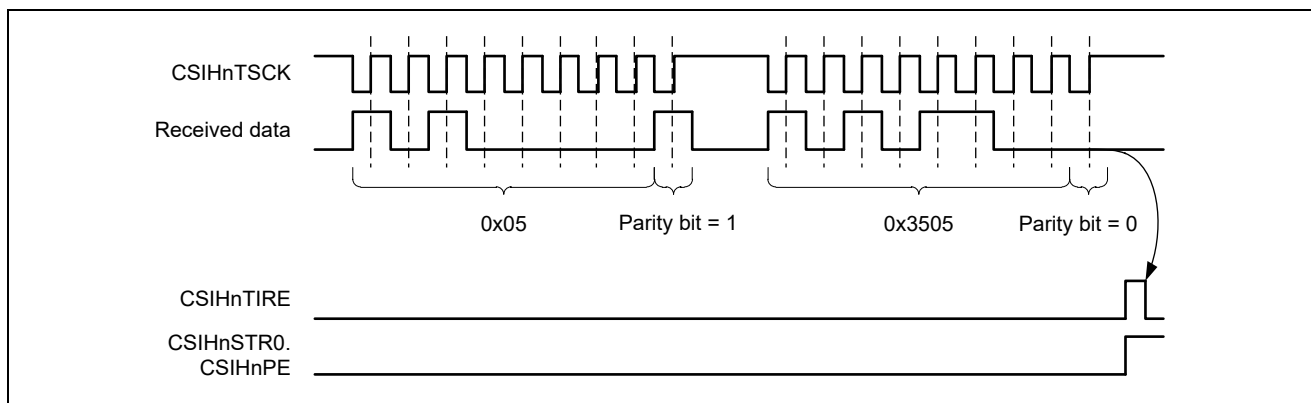 CSIHnTSCK
Received data
0x05 Parity bit = 1 0x3505 Parity bit = 0
CSIHnTIRE
CSIHnSTR0.
CSIHnPE